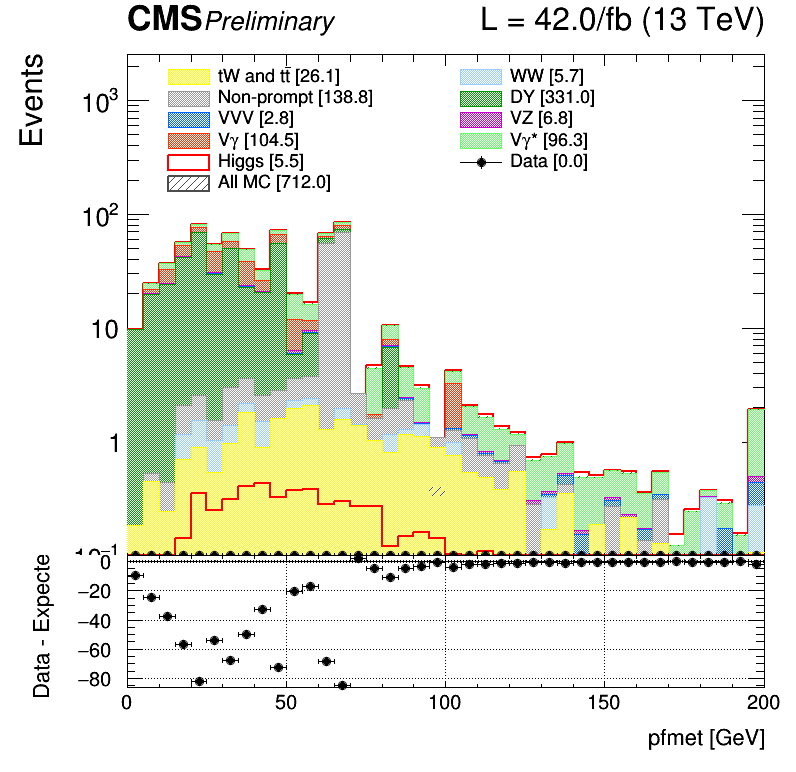 CMS Preliminary L = 42.0/fb (13 TeV)
Events
tW and tt̄ [26.1] WW [5.7]
Non-prompt [138.8] DY [331.0]
VVV [2.8] VZ [6.8]
Vγ [104.5] Vγ* [96.3]
Higgs [5.5] Data [0.0]
All MC [712.0]
10³
10²
10
1
10⁻¹
Data - Expecte
0
−20
−40
−60
−80
0 50 100 150 200
pfmet [GeV]